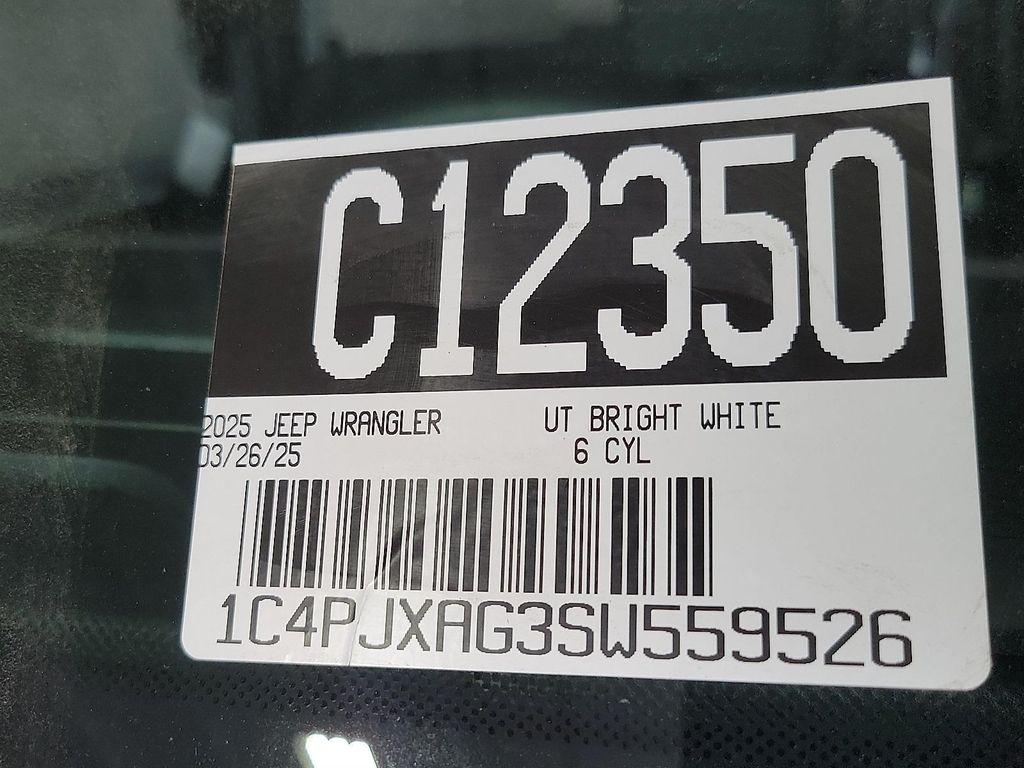 C12350
2025 JEEP WRANGLER UT BRIGHT WHITE
03/26/25 6 CYL
1C4PJXAG3SW559526